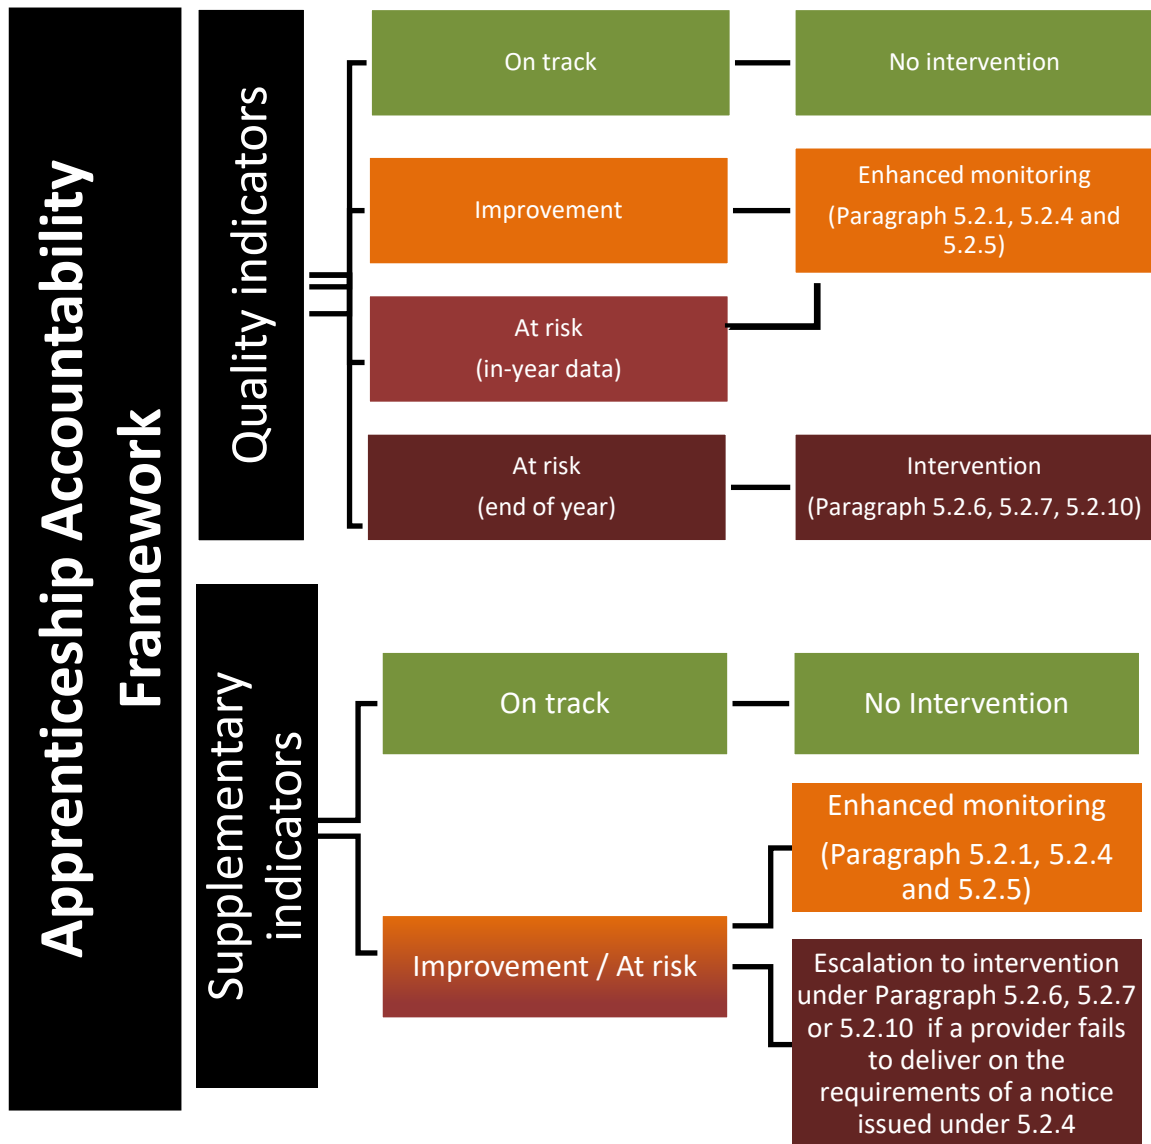 Apprenticeship Accountability
Framework
Quality indicators
On track
No intervention
Improvement
Enhanced monitoring
(Paragraph 5.2.1, 5.2.4 and
5.2.5)
At risk
(in-year data)
At risk
(end of year)
Intervention
(Paragraph 5.2.6, 5.2.7, 5.2.10)
Supplementary
indicators
On track
No Intervention
Improvement / At risk
Enhanced monitoring
(Paragraph 5.2.1, 5.2.4
and 5.2.5)
Escalation to intervention
under Paragraph 5.2.6, 5.2.7
or 5.2.10 if a provider fails
to deliver on the
requirements of a notice
issued under 5.2.4